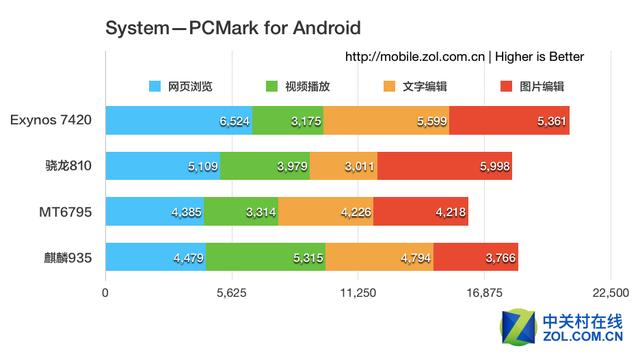 System—PCMark for Android
http://mobile.zol.com.cn | Higher is Better
网页浏览 视频播放 文字编辑 图片编辑
Exynos 7420 6,524 3,175 5,599 5,361
骁龙810 5,109 3,979 3,011 5,998
MT6795 4,385 3,314 4,226 4,218
麒麟935 4,479 5,315 4,794 3,766
0 5,625 11,250 16,875 22,500
中关村在线
ZOL.COM.CN